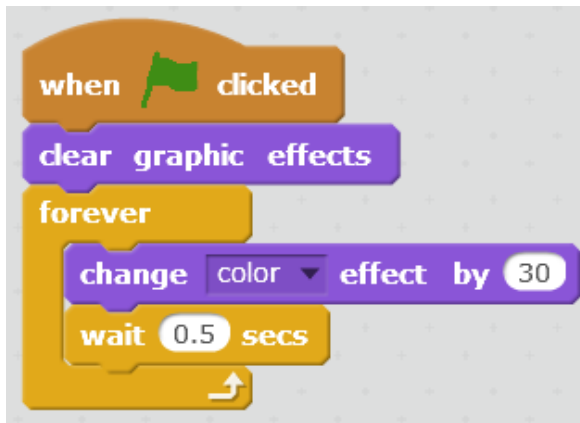 when clicked
clear graphic effects
forever
change color effect by 30
wait 0.5 secs